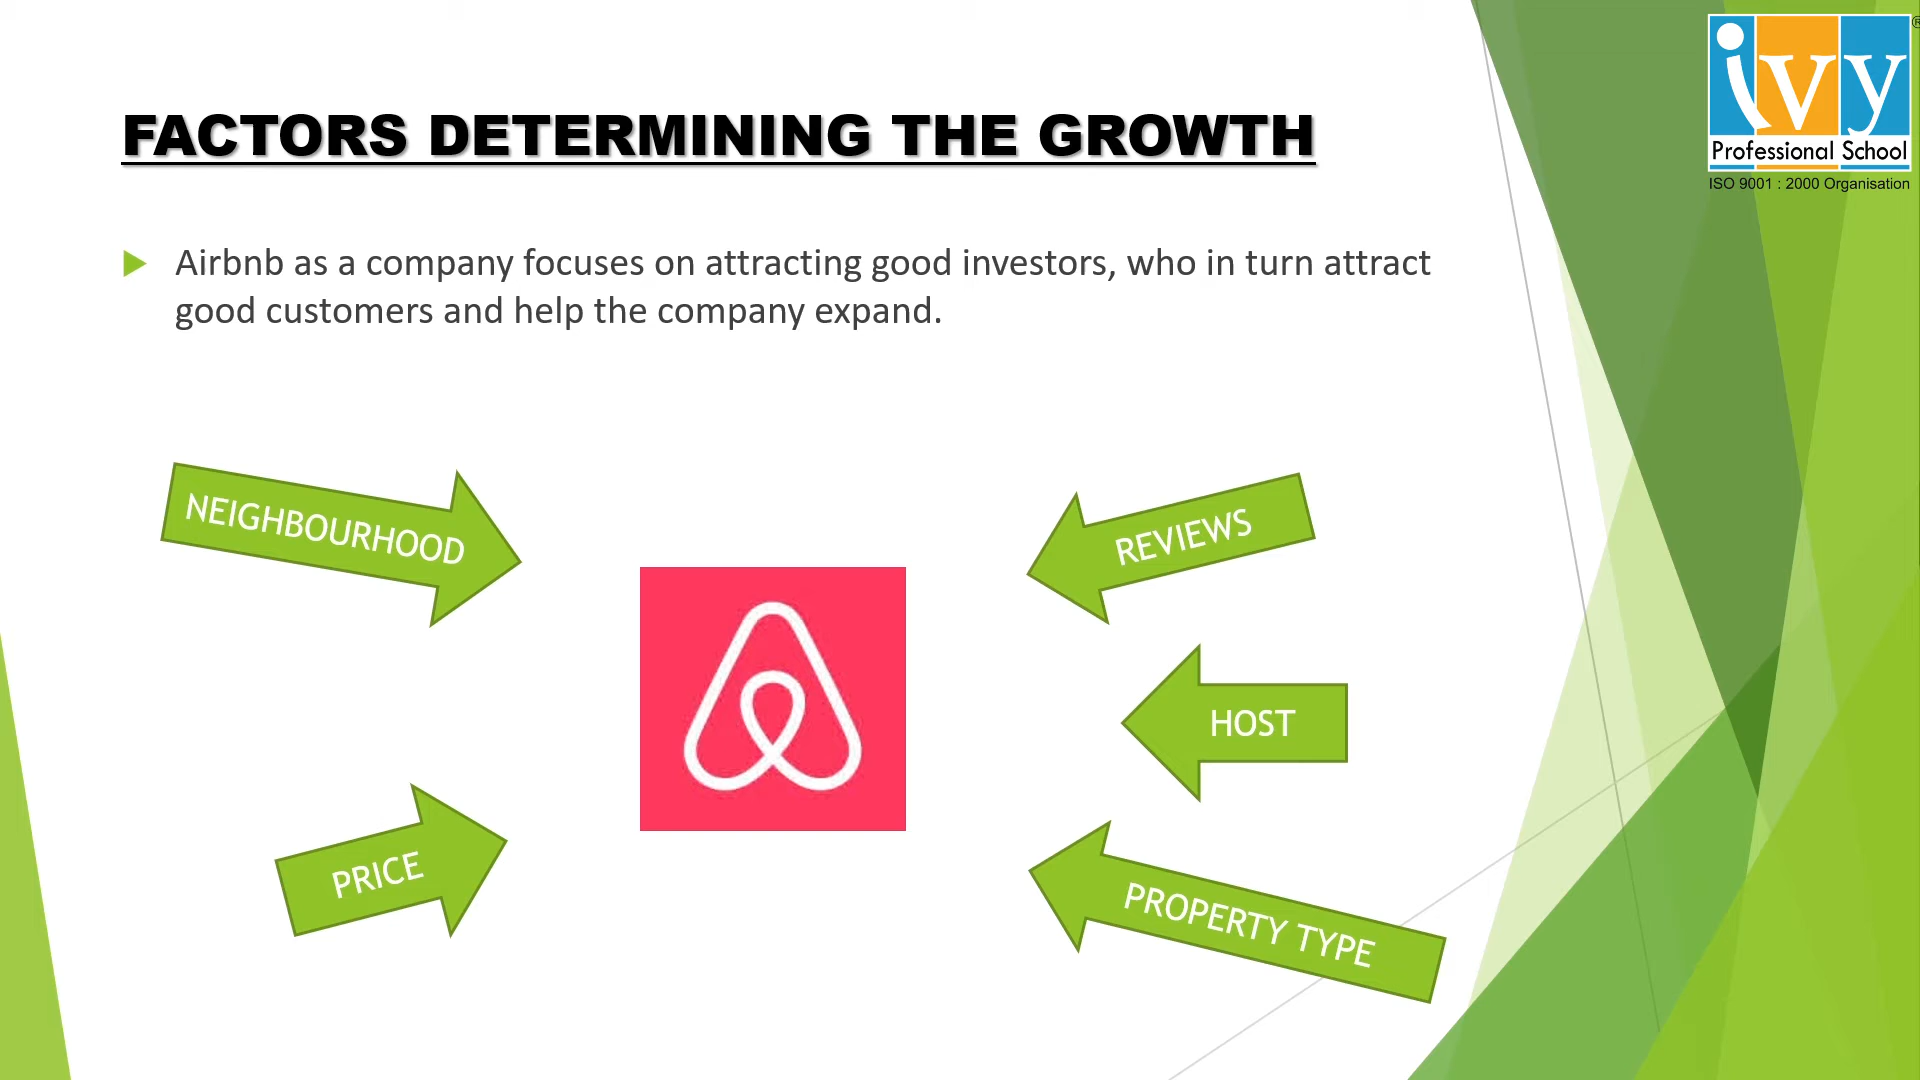 ivy
Professional School
ISO 9001 : 2000 Organisation
FACTORS DETERMINING THE GROWTH
Airbnb as a company focuses on attracting good investors, who in turn attract
good customers and help the company expand.
NEIGHBOURHOOD
REVIEWS
HOST
PRICE
PROPERTY TYPE